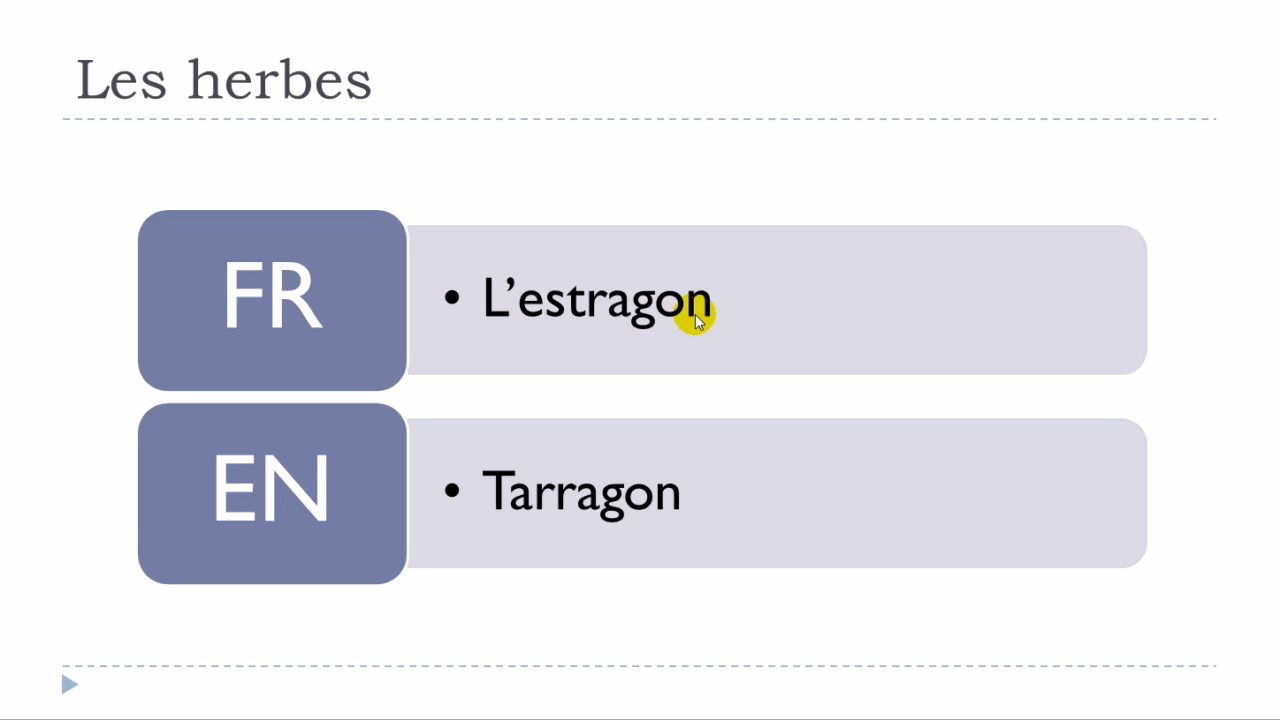 Les herbes
FR
• L’estragon
EN
• Tarragon